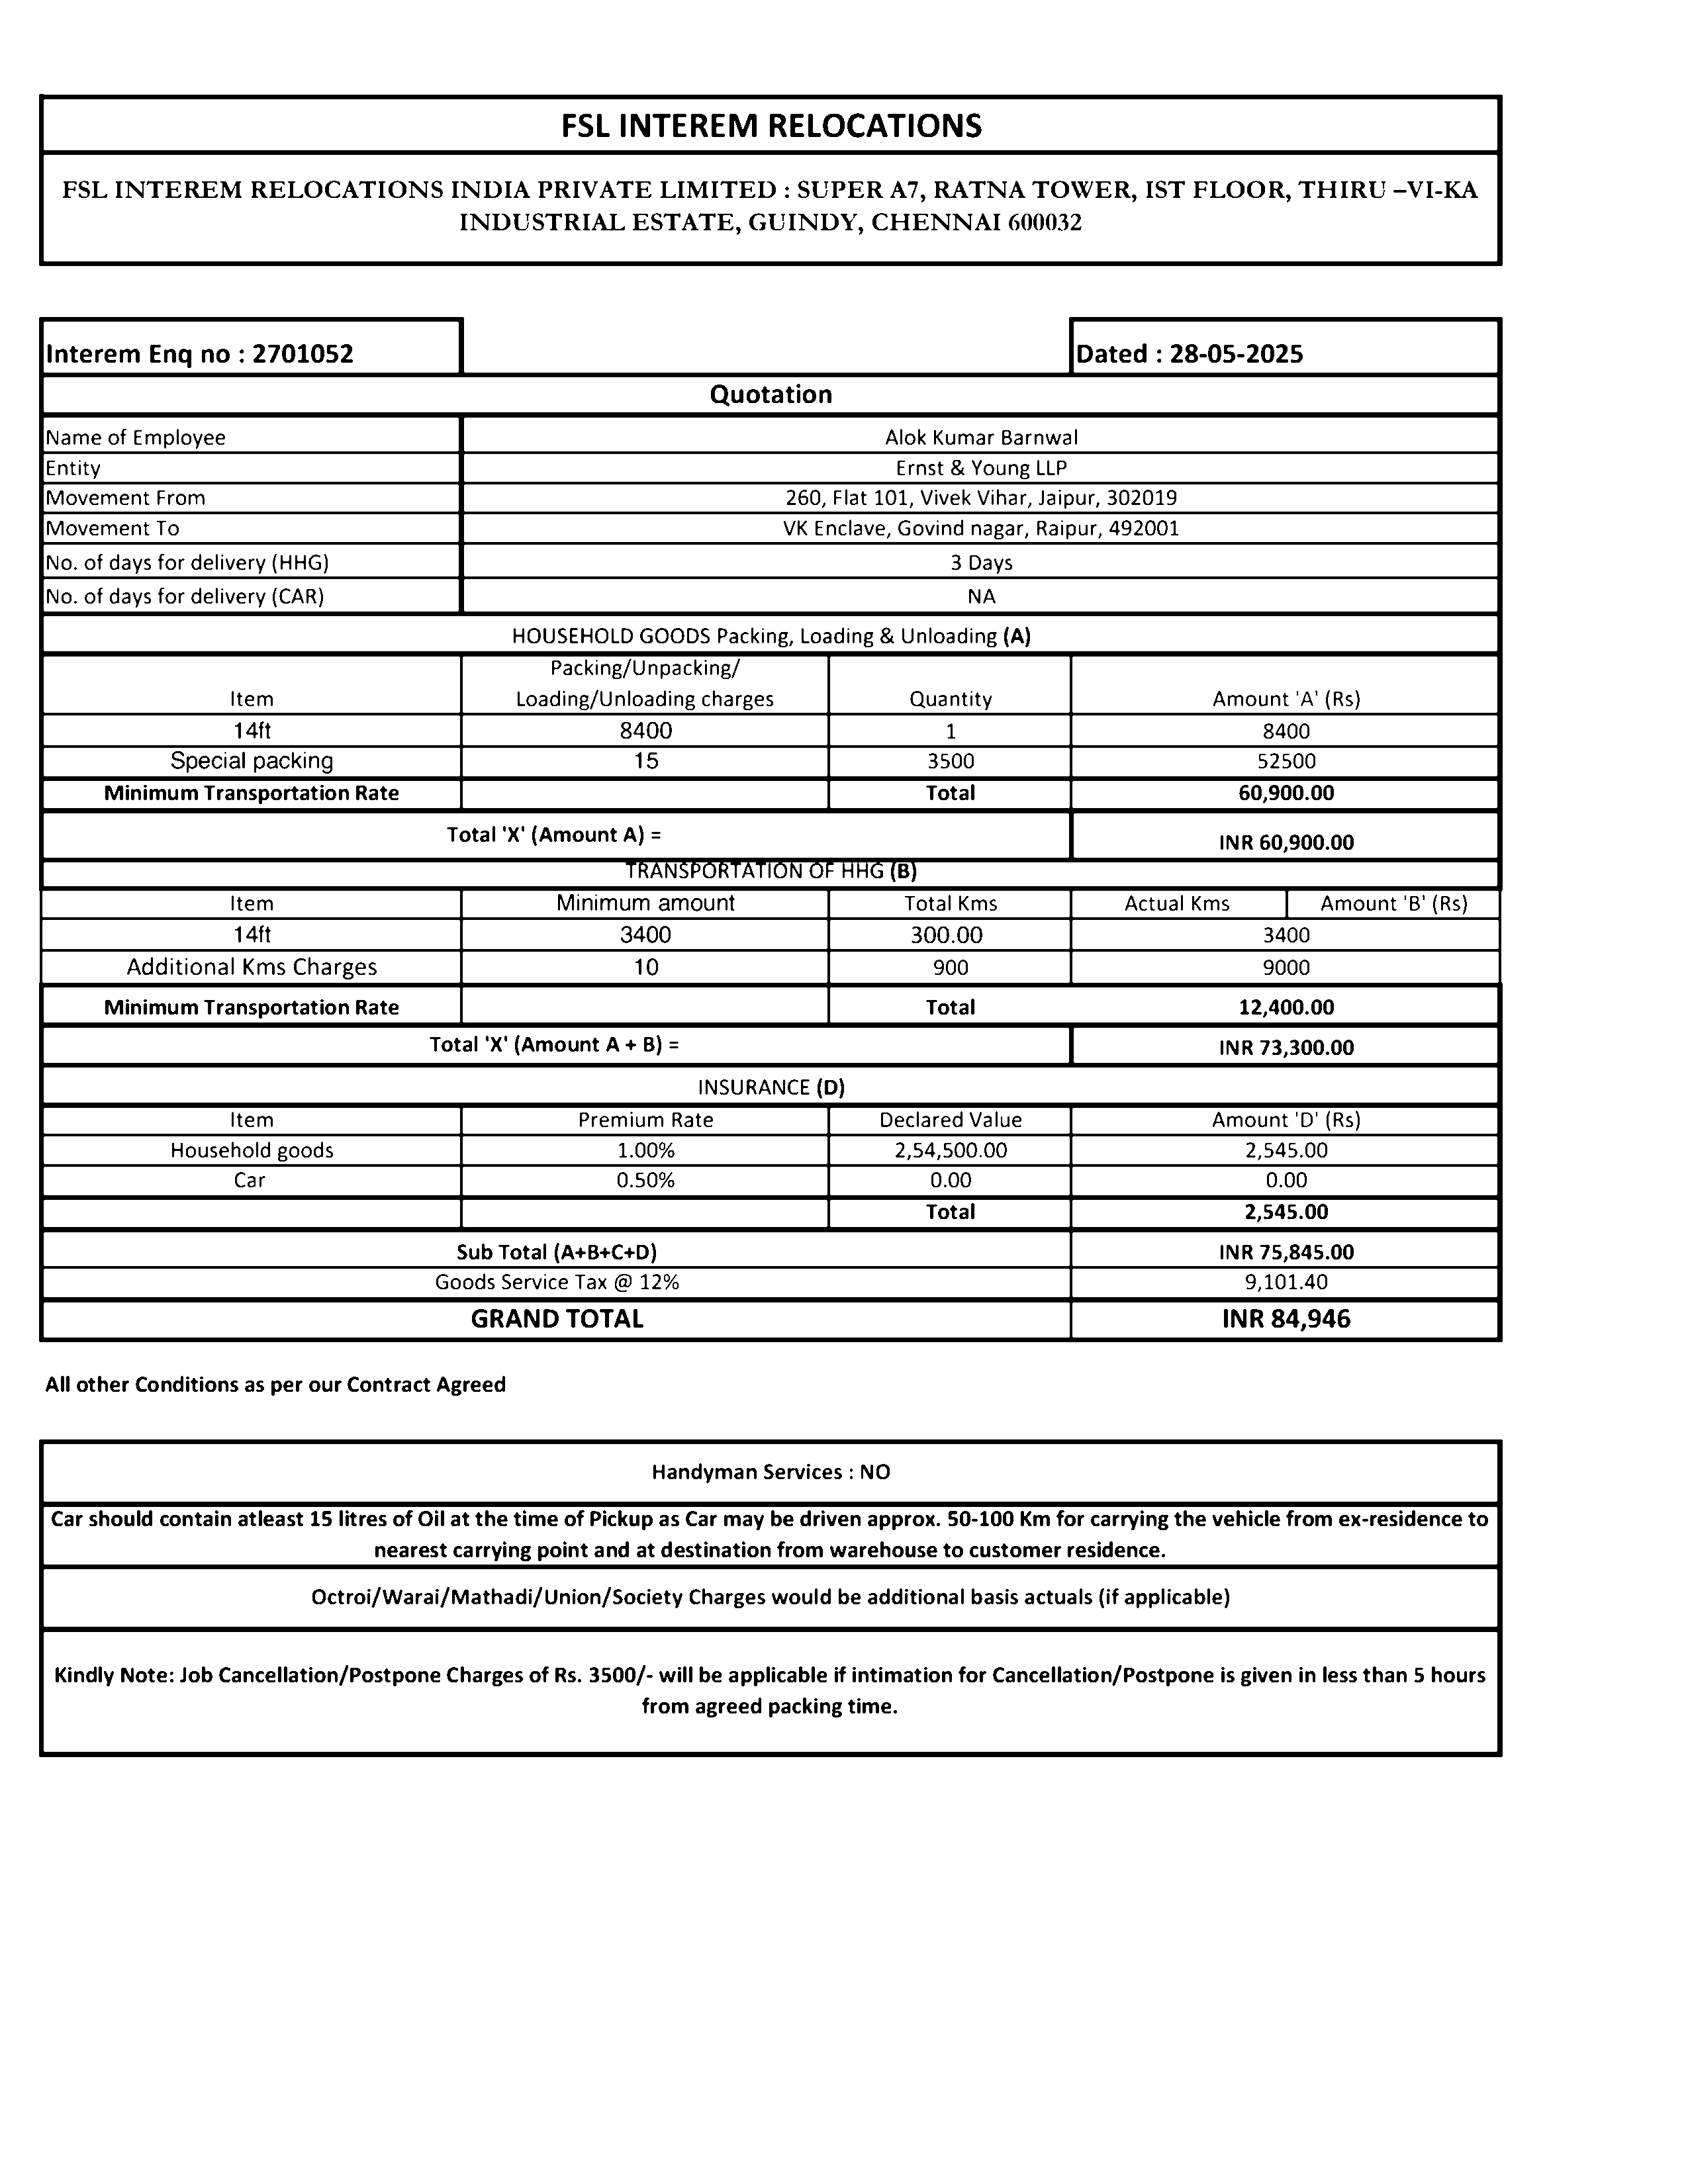 FSL INTEREM RELOCATIONS
FSL INTEREM RELOCATIONS INDIA PRIVATE LIMITED : SUPER A7, RATNA TOWER, IST FLOOR, THIRU –VI-KA
INDUSTRIAL ESTATE, GUINDY, CHENNAI 600032
Interem Enq no : 2701052 Dated : 28-05-2025
Quotation
Name of Employee Alok Kumar Barnwal
Entity Ernst & Young LLP
Movement From 260, Flat 101, Vivek Vihar, Jaipur, 302019
Movement To VK Enclave, Govind nagar, Raipur, 492001
No. of days for delivery (HHG) 3 Days
No. of days for delivery (CAR) NA
HOUSEHOLD GOODS Packing, Loading & Unloading (A)
Packing/Unpacking/
Item Loading/Unloading charges Quantity Amount 'A' (Rs)
14ft 8400 1 8400
Special packing 15 3500 52500
Minimum Transportation Rate Total 60,900.00
Total 'X' (Amount A) = INR 60,900.00
TRANSPORTATION OF HHG (B)
Item Minimum amount Total Kms Actual Kms Amount 'B' (Rs)
14ft 3400 300.00 3400
Additional Kms Charges 10 900 9000
Minimum Transportation Rate Total 12,400.00
Total 'X' (Amount A + B) = INR 73,300.00
INSURANCE (D)
Item Premium Rate Declared Value Amount 'D' (Rs)
Household goods 1.00% 2,54,500.00 2,545.00
Car 0.50% 0.00 0.00
Total 2,545.00
Sub Total (A+B+C+D) INR 75,845.00
Goods Service Tax @ 12% 9,101.40
GRAND TOTAL INR 84,946
All other Conditions as per our Contract Agreed
Handyman Services : NO
Car should contain atleast 15 litres of Oil at the time of Pickup as Car may be driven approx. 50-100 Km for carrying the vehicle from ex-residence to
nearest carrying point and at destination from warehouse to customer residence.
Octroi/Warai/Mathadi/Union/Society Charges would be additional basis actuals (if applicable)
Kindly Note: Job Cancellation/Postpone Charges of Rs. 3500/- will be applicable if intimation for Cancellation/Postpone is given in less than 5 hours
from agreed packing time.